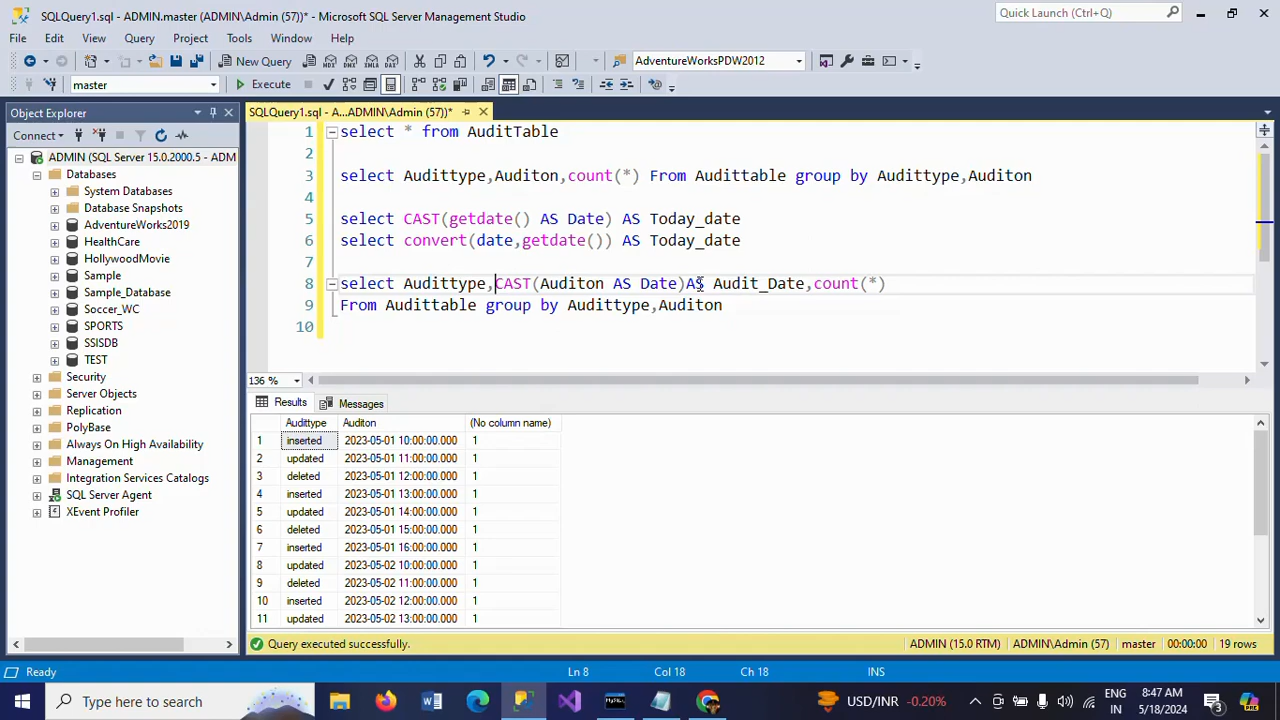 SQLQuery1.sql - ADMIN.master (ADMIN\Admin (57))* - Microsoft SQL Server Management Studio
Quick Launch (Ctrl+Q)
File Edit View Query Project Tools Window Help
New Query AdventureWorksPDW2012
master Execute
Object Explorer
SQLQuery1.sql - A...ADMIN\Admin (57))*
Connect
ADMIN (SQL Server 15.0.2000.5 - ADM
Databases
System Databases
Database Snapshots
AdventureWorks2019
HealthCare
HollywoodMovie
Sample
Sample_Database
Soccer_WC
SPORTS
SSISDB
TEST
Security
Server Objects
Replication
PolyBase
Always On High Availability
Management
Integration Services Catalogs
SQL Server Agent
XEvent Profiler
1 select * from AuditTable
2
3 select Audittype,Auditon,count(*) From Audittable group by Audittype,Auditon
4
5 select CAST(getdate() AS Date) AS Today_date
6 select convert(date,getdate()) AS Today_date
7
8 select Audittype,CAST(Auditon AS Date)AS Audit_Date,count(*)
9 From Audittable group by Audittype,Auditon
10
136 %
Results Messages
Audittype Auditon (No column name)
1 inserted 2023-05-01 10:00:00.000 1
2 updated 2023-05-01 11:00:00.000 1
3 deleted 2023-05-01 12:00:00.000 1
4 inserted 2023-05-01 13:00:00.000 1
5 updated 2023-05-01 14:00:00.000 1
6 deleted 2023-05-01 15:00:00.000 1
7 inserted 2023-05-01 16:00:00.000 1
8 updated 2023-05-02 10:00:00.000 1
9 deleted 2023-05-02 11:00:00.000 1
10 inserted 2023-05-02 12:00:00.000 1
11 updated 2023-05-02 13:00:00.000 1
Query executed successfully. ADMIN (15.0 RTM) ADMIN\Admin (57) master 00:00:00 19 rows
Ready Ln 8 Col 18 Ch 18 INS
Type here to search
USD/INR -0.20%
ENG
IN
8:47 AM
5/18/2024
3